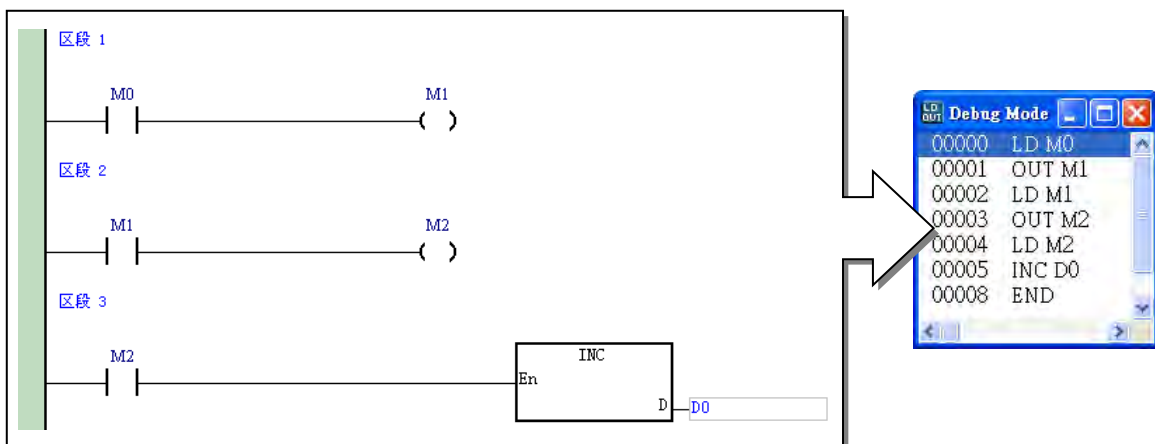 区段 1
M0 M1
区段 2
M1 M2
区段 3
M2
INC
En
D D0
LD OUT Debug Mode
00000 LD M0
00001 OUT M1
00002 LD M1
00003 OUT M2
00004 LD M2
00005 INC D0
00008 END